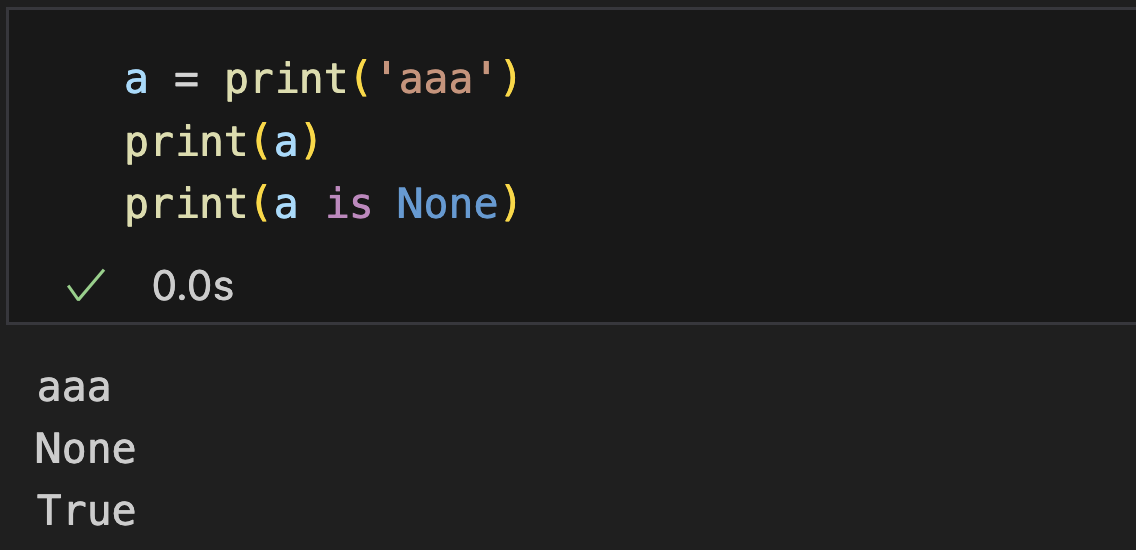 a = print('aaa')
print(a)
print(a is None)
0.0s
aaa
None
True